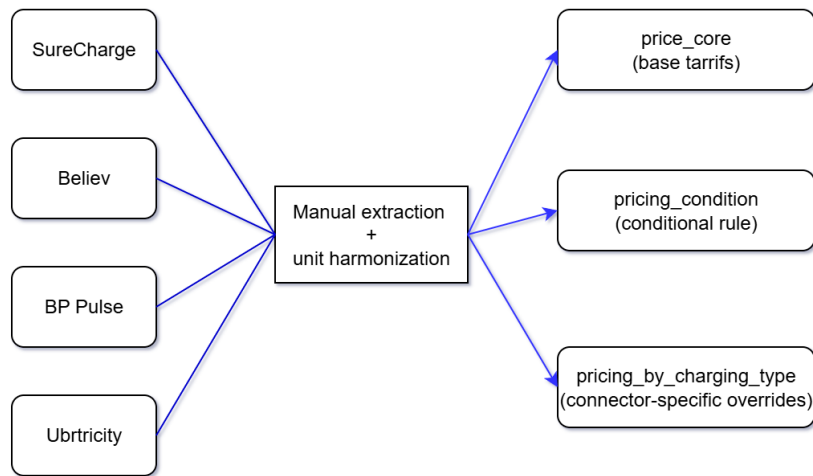 SureCharge
Believ
BP Pulse
Ubrtricity
Manual extraction
+
unit harmonization
price_core
(base tarrifs)
pricing_condition
(conditional rule)
pricing_by_charging_type
(connector-specific overrides)